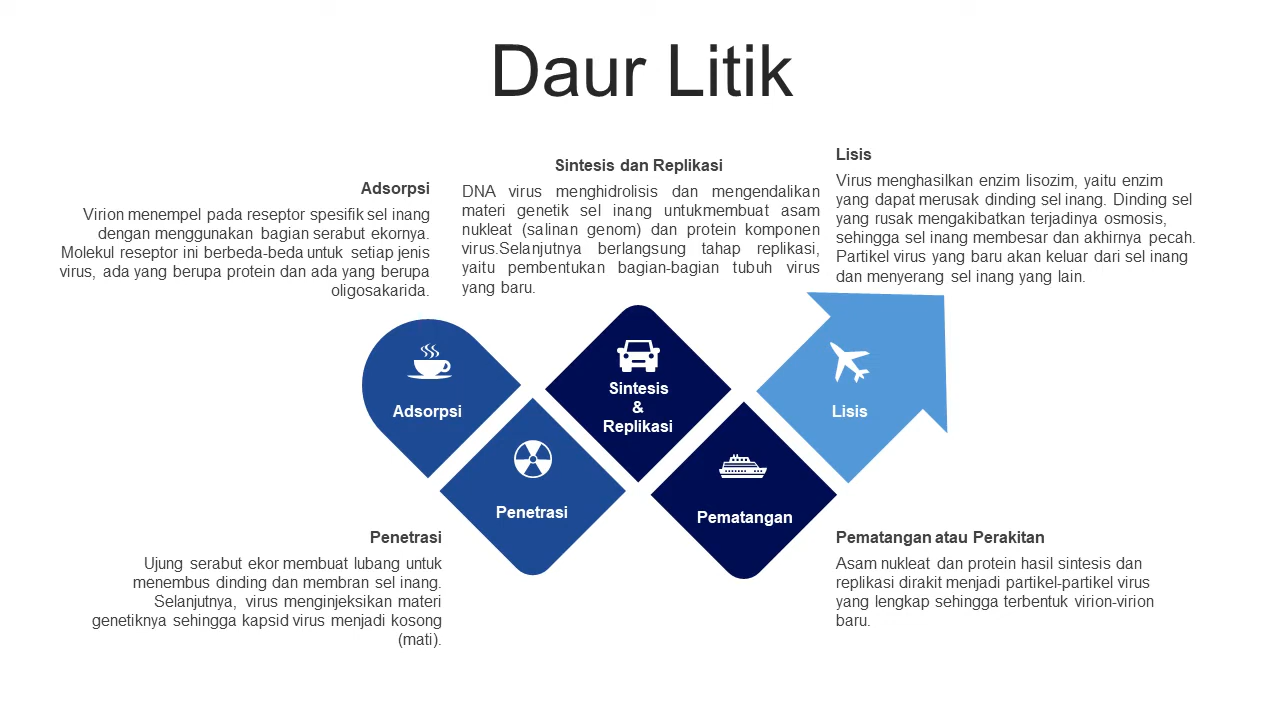 Daur Litik
Adsorpsi
Virion menempel pada reseptor spesifik sel inang
dengan menggunakan bagian serabut ekornya.
Molekul reseptor ini berbeda-beda untuk setiap jenis
virus, ada yang berupa protein dan ada yang berupa
oligosakarida.
Sintesis dan Replikasi
DNA virus menghidrolisis dan mengendalikan
materi genetik sel inang untukmembuat asam
nukleat (salinan genom) dan protein komponen
virus.Selanjutnya berlangsung tahap replikasi,
yaitu pembentukan bagian-bagian tubuh virus
yang baru.
Lisis
Virus menghasilkan enzim lisozim, yaitu enzim
yang dapat merusak dinding sel inang. Dinding sel
yang rusak mengakibatkan terjadinya osmosis,
sehingga sel inang membesar dan akhirnya pecah.
Partikel virus yang baru akan keluar dari sel inang
dan menyerang sel inang yang lain.
Adsorpsi
Penetrasi
Sintesis
&
Replikasi
Pematangan
Lisis
Penetrasi
Ujung serabut ekor membuat lubang untuk
menembus dinding dan membran sel inang.
Selanjutnya, virus menginjeksikan materi
genetiknya sehingga kapsid virus menjadi kosong
(mati).
Pematangan atau Perakitan
Asam nukleat dan protein hasil sintesis dan
replikasi dirakit menjadi partikel-partikel virus
yang lengkap sehingga terbentuk virion-virion
baru.